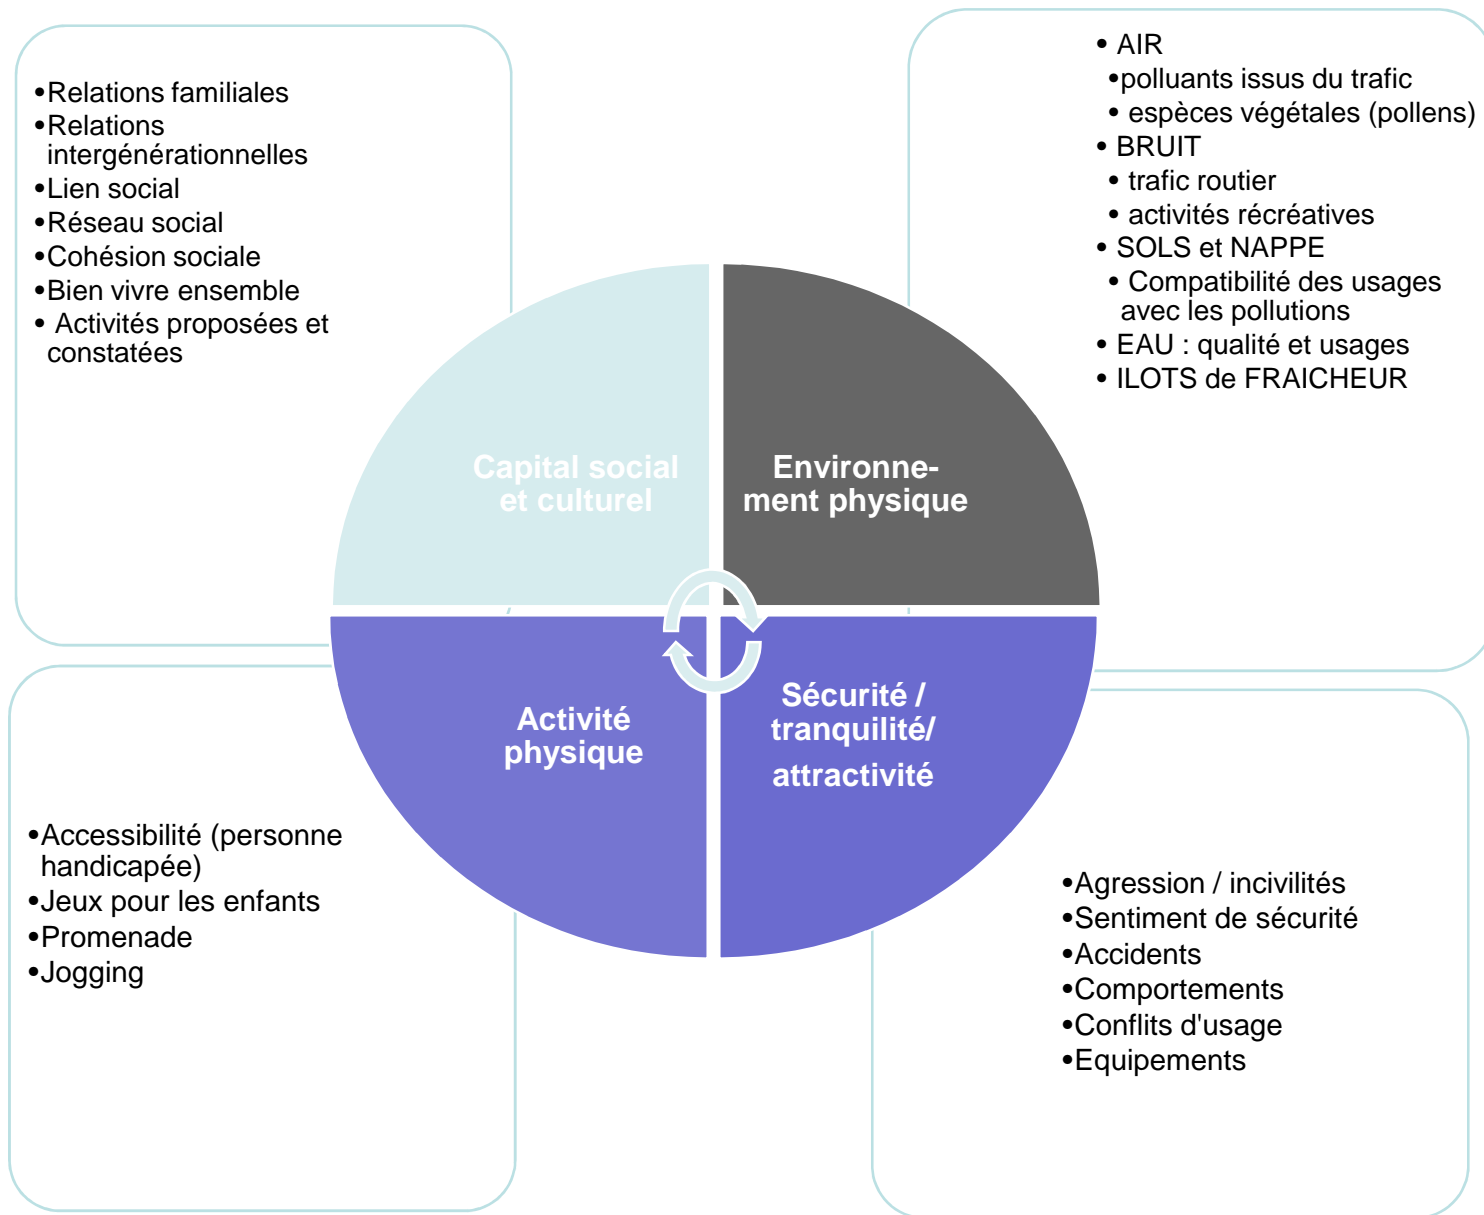 •Relations familiales
•Relations
intergénérationnelles
•Lien social
•Réseau social
•Cohésion sociale
•Bien vivre ensemble
• Activités proposées et
constatées
• AIR
•polluants issus du trafic
• espèces végétales (pollens)
• BRUIT
• trafic routier
• activités récréatives
• SOLS et NAPPE
• Compatibilité des usages
avec les pollutions
• EAU : qualité et usages
• ILOTS de FRAICHEUR
Capital social
et culturel
Environne-
ment physique
Activité
physique
Sécurité /
tranquilité/
attractivité
•Accessibilité (personne
handicapée)
•Jeux pour les enfants
•Promenade
•Jogging
•Agression / incivilités
•Sentiment de sécurité
•Accidents
•Comportements
•Conflits d'usage
•Equipements